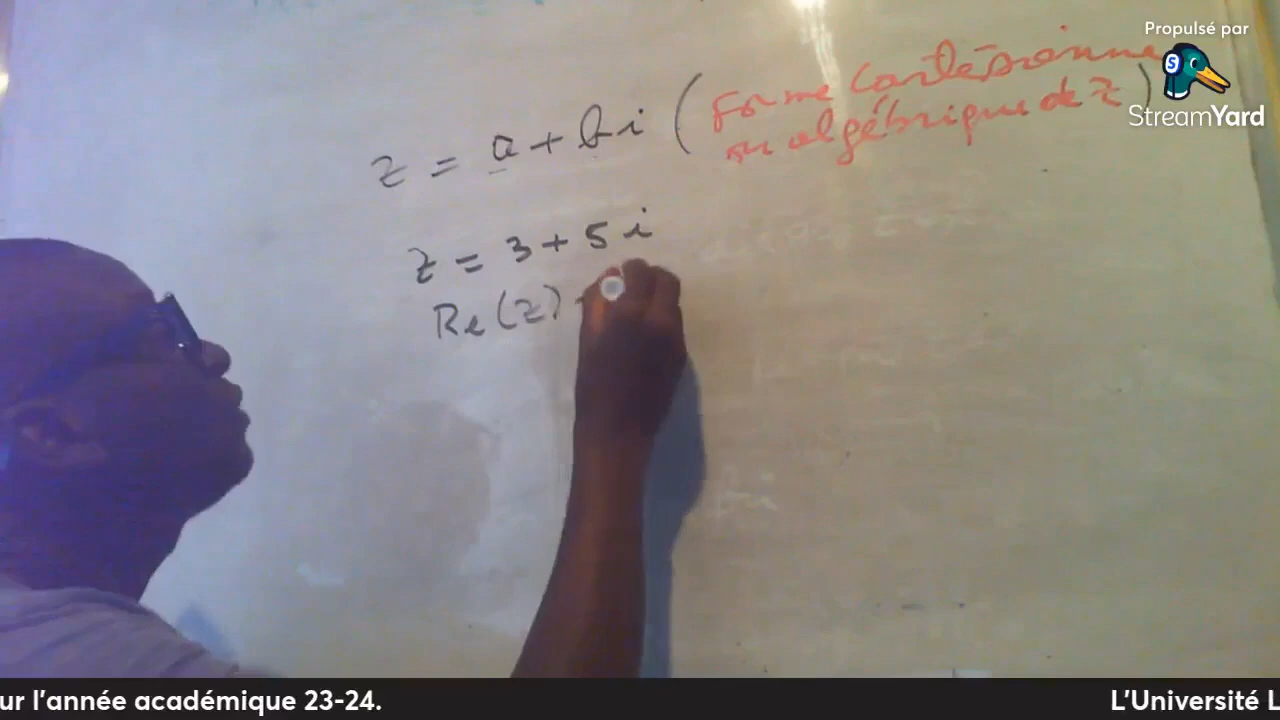 Propulsé par
StreamYard
z = a + bi (Forme Cartésienne
ou algébrique de z)
z = 3 + 5i
Re(z)
ur l'année académique 23-24.
L'Université L